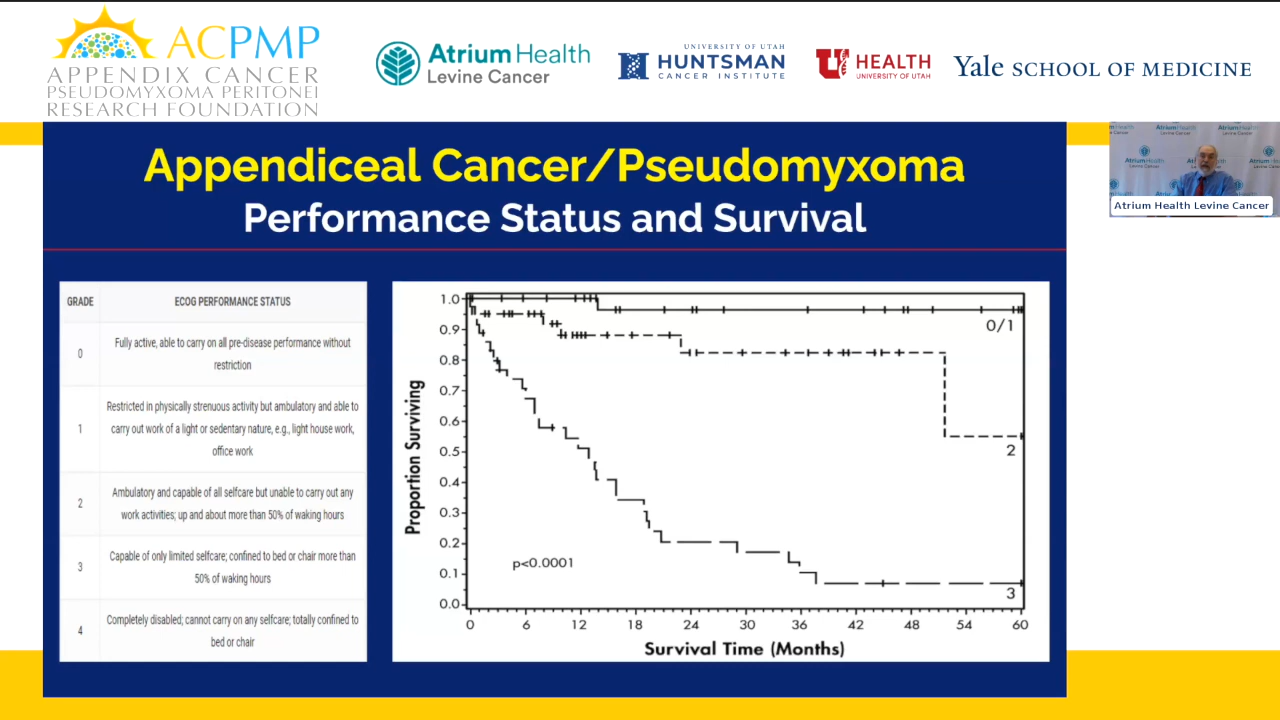 ACPMP
APPENDIX CANCER
PSEUDOMYXOMA PERITONEI
RESEARCH FOUNDATION
Atrium Health
Levine Cancer
UNIVERSITY OF UTAH
HUNTSMAN
CANCER INSTITUTE
U
HEALTH
UNIVERSITY OF UTAH
Yale SCHOOL OF MEDICINE
Appendiceal Cancer/Pseudomyxoma
Performance Status and Survival
GRADE ECOG PERFORMANCE STATUS
0 Fully active, able to carry on all pre-disease performance without
restriction
Restricted in physically strenuous activity but ambulatory and able to
1 carry out work of a light or sedentary nature, e.g., light house work,
office work
2 Ambulatory and capable of all selfcare but unable to carry out any
work activities; up and about more than 50% of waking hours
3 Capable of only limited selfcare; confined to bed or chair more than
50% of waking hours
4 Completely disabled; cannot carry on any selfcare; totally confined to
bed or chair
Proportion Surviving
1.0
0.9
0.8
0.7
0.6
0.5
0.4
0.3
0.2
0.1
0.0
0/1
2
3
p<0.0001
0 6 12 18 24 30 36 42 48 54 60
Survival Time (Months)
Atrium Health
Levine Cancer
Atrium Health Levine Cancer